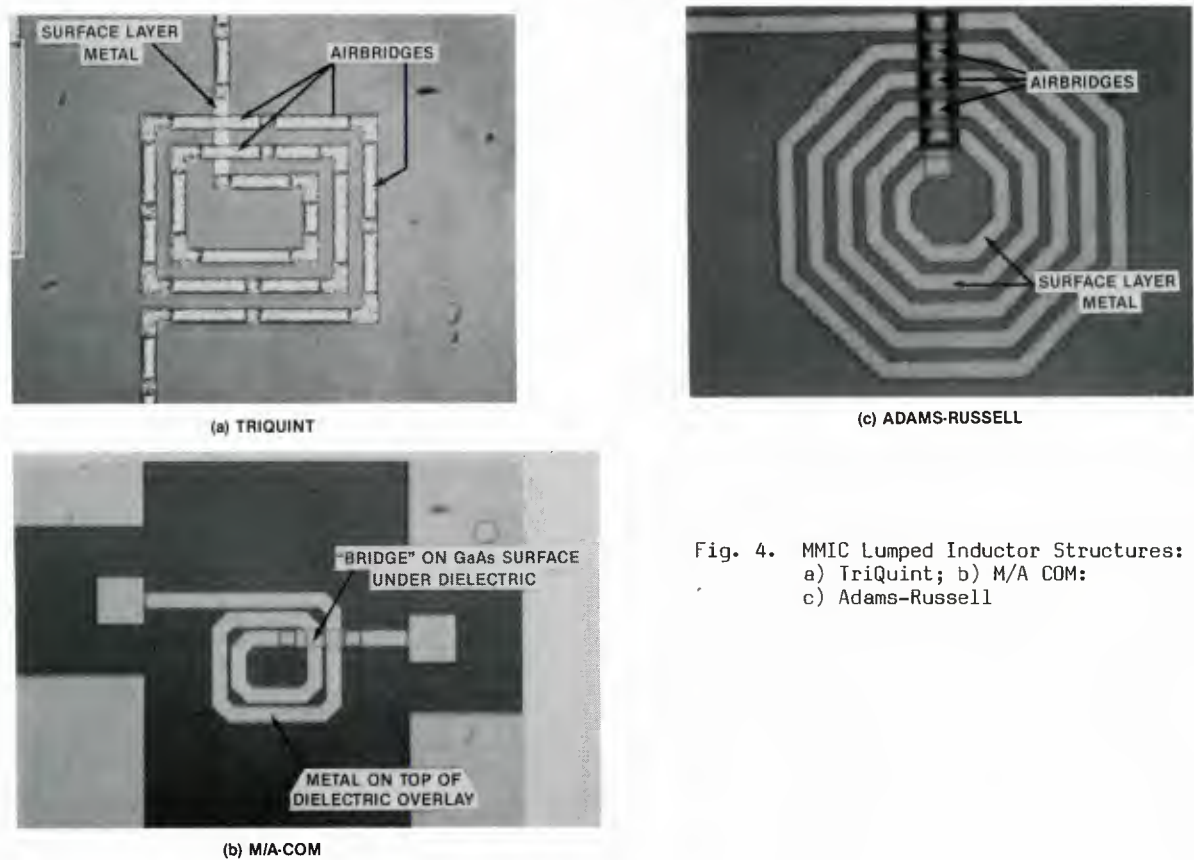 SURFACE LAYER
METAL
AIRBRIDGES
(a) TRIQUINT
AIRBRIDGES
SURFACE LAYER
METAL
(c) ADAMS-RUSSELL
"BRIDGE" ON GaAs SURFACE
UNDER DIELECTRIC
METAL ON TOP OF
DIELECTRIC OVERLAY
(b) M/A-COM
Fig. 4. MMIC Lumped Inductor Structures:
a) TriQuint; b) M/A COM:
c) Adams-Russell